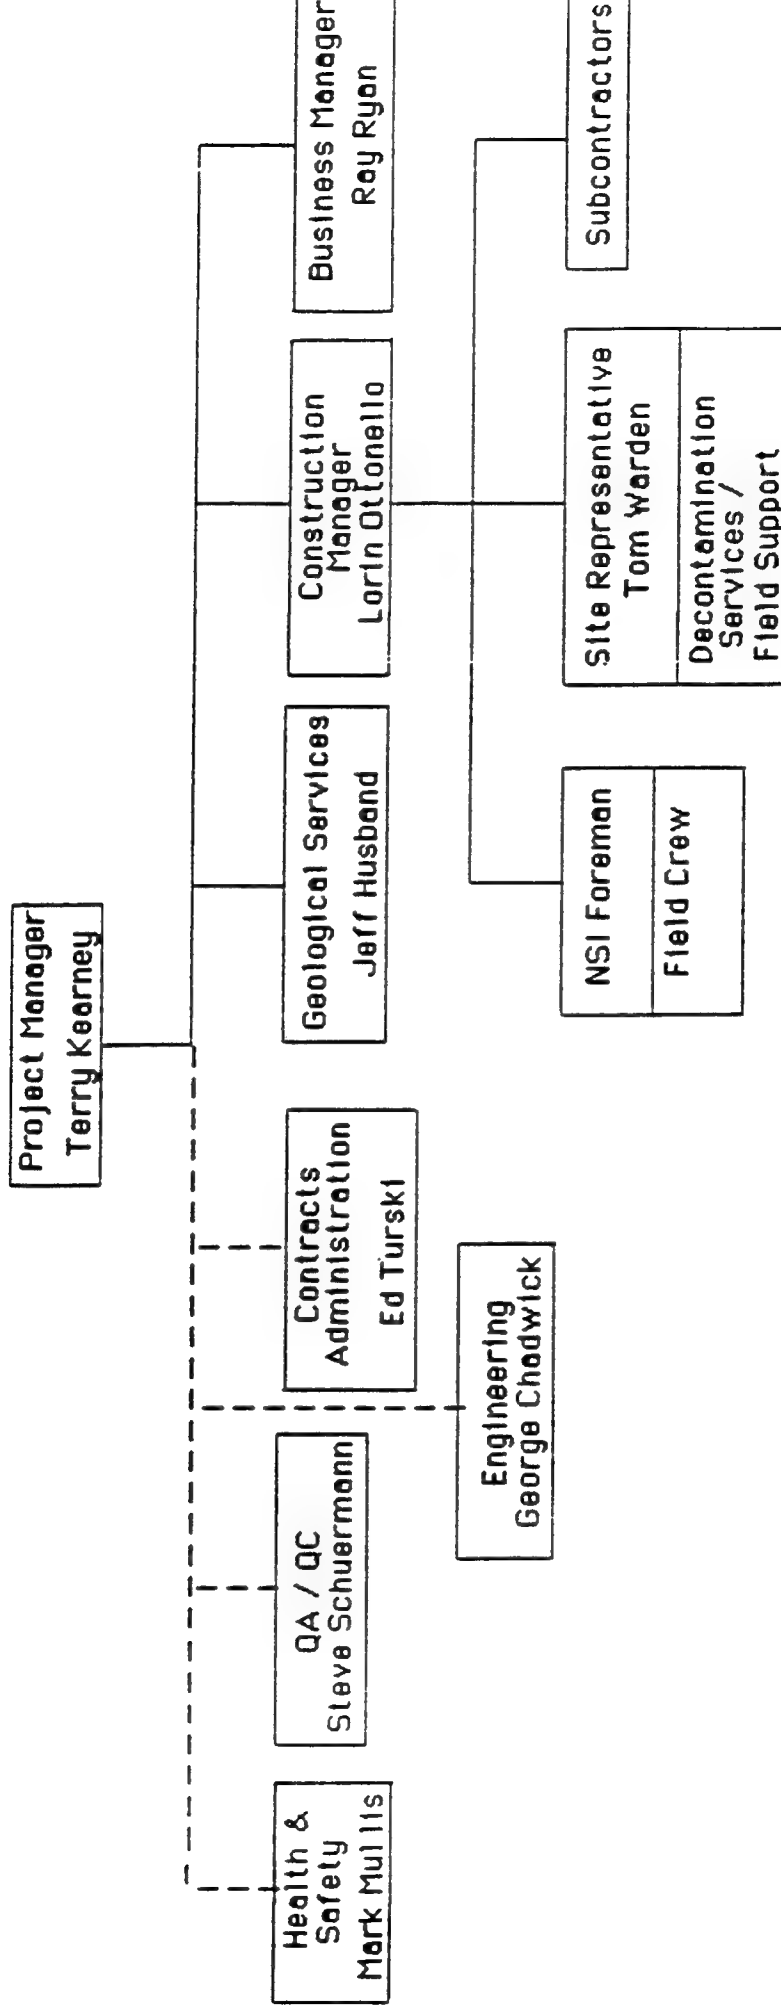 Project Manager
Terry Kearney
Health &
Safety
Mark Mullis
QA / QC
Steve Schuermann
Contracts
Administration
Ed Turski
Engineering
George Chadwick
Geological Services
Jeff Husband
Construction
Manager
Lorin Ottonello
Business Manager
Ray Ryan
NSI Foreman
Field Crew
Site Representative
Tom Warden
Decontamination
Services /
Field Support
Subcontractors